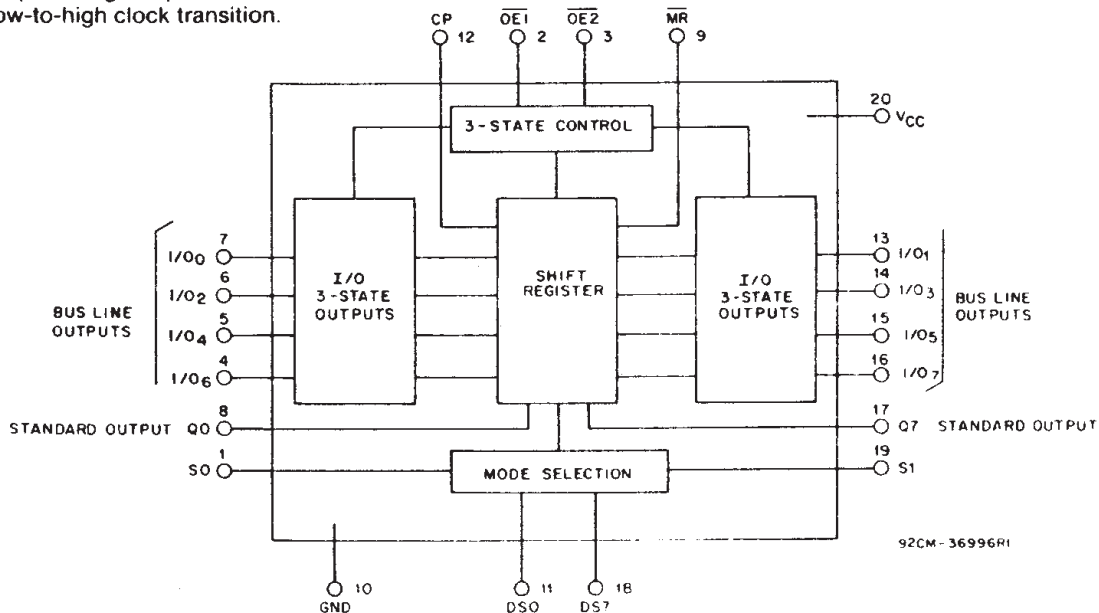 low-to-high clock transition.
CP OE1 OE2 MR
12 2 3 9
20 VCC
3-STATE CONTROL
I/O
3-STATE
OUTPUTS
SHIFT
REGISTER
I/O
3-STATE
OUTPUTS
BUS LINE
OUTPUTS
7
I/O0
6
I/O2
5
I/O4
4
I/O6
13
I/O1
14
I/O3
15
I/O5
16
I/O7
BUS LINE
OUTPUTS
8
STANDARD OUTPUT Q0
17
Q7 STANDARD OUTPUT
1
S0
MODE SELECTION
19
S1
92CM-36996R1
10
GND
11
DS0
18
DS7